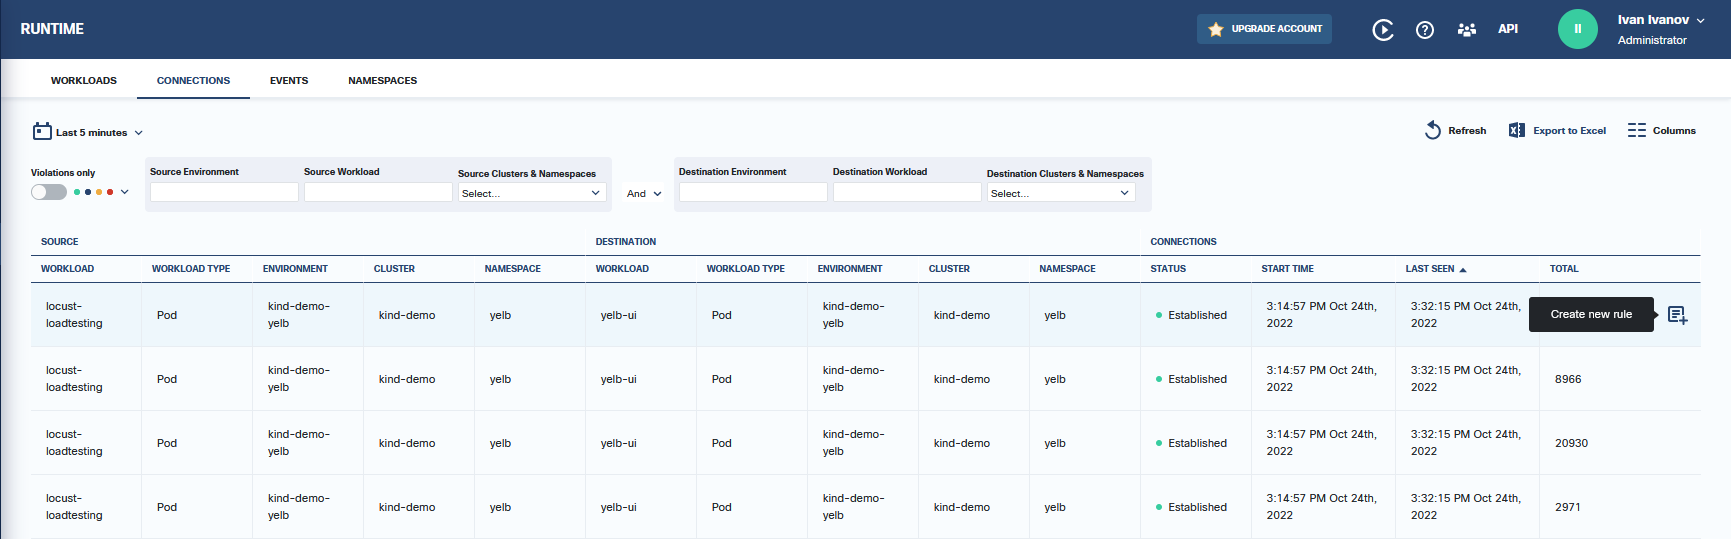 RUNTIME
UPGRADE ACCOUNT
API
II
Ivan Ivanov
Administrator
WORKLOADS CONNECTIONS EVENTS NAMESPACES
Last 5 minutes
Refresh Export to Excel Columns
Violations only
Source Environment Source Workload Source Clusters & Namespaces
Select...
And
Destination Environment Destination Workload Destination Clusters & Namespaces
Select...
SOURCE DESTINATION CONNECTIONS
WORKLOAD WORKLOAD TYPE ENVIRONMENT CLUSTER NAMESPACE WORKLOAD WORKLOAD TYPE ENVIRONMENT CLUSTER NAMESPACE STATUS START TIME LAST SEEN TOTAL
locust-
loadtesting
Pod
kind-demo-
yelb
kind-demo
yelb
yelb-ui
Pod
kind-demo-
yelb
kind-demo
yelb
Established
3:14:57 PM Oct 24th,
2022
3:32:15 PM Oct 24th,
2022
Create new rule
locust-
loadtesting
Pod
kind-demo-
yelb
kind-demo
yelb
yelb-ui
Pod
kind-demo-
yelb
kind-demo
yelb
Established
3:14:57 PM Oct 24th,
2022
3:32:15 PM Oct 24th,
2022
8966
locust-
loadtesting
Pod
kind-demo-
yelb
kind-demo
yelb
yelb-ui
Pod
kind-demo-
yelb
kind-demo
yelb
Established
3:14:57 PM Oct 24th,
2022
3:32:15 PM Oct 24th,
2022
20930
locust-
loadtesting
Pod
kind-demo-
yelb
kind-demo
yelb
yelb-ui
Pod
kind-demo-
yelb
kind-demo
yelb
Established
3:14:57 PM Oct 24th,
2022
3:32:15 PM Oct 24th,
2022
2971